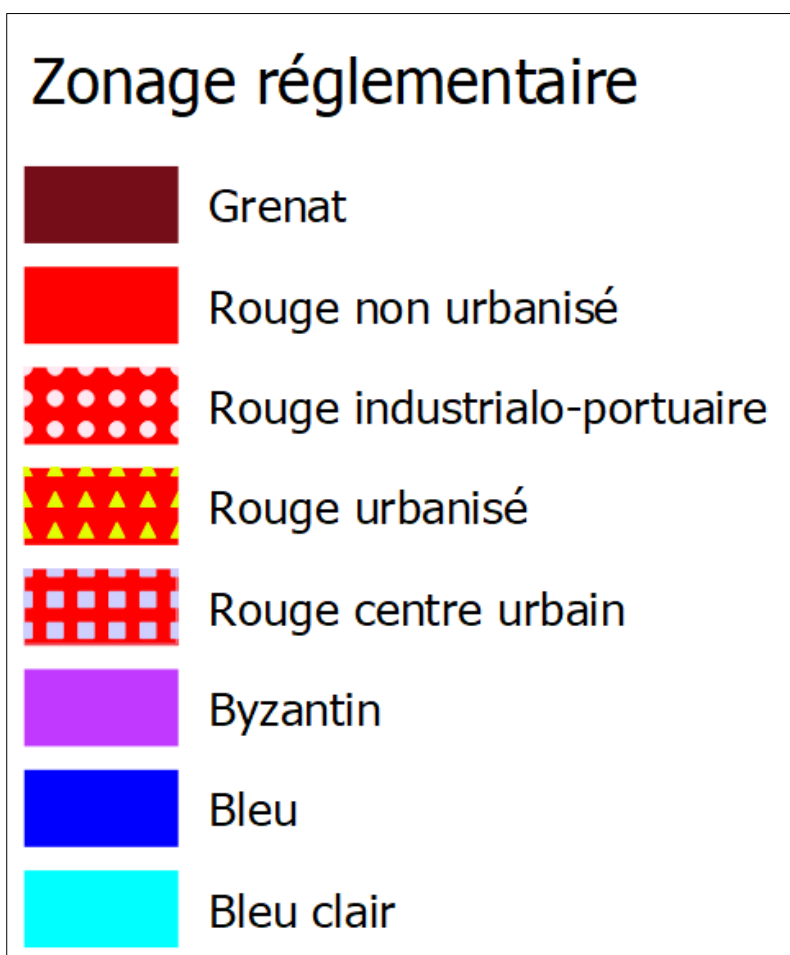 Zonage réglementaire
Grenat
Rouge non urbanisé
Rouge industrialo-portuaire
Rouge urbanisé
Rouge centre urbain
Byzantin
Bleu
Bleu clair